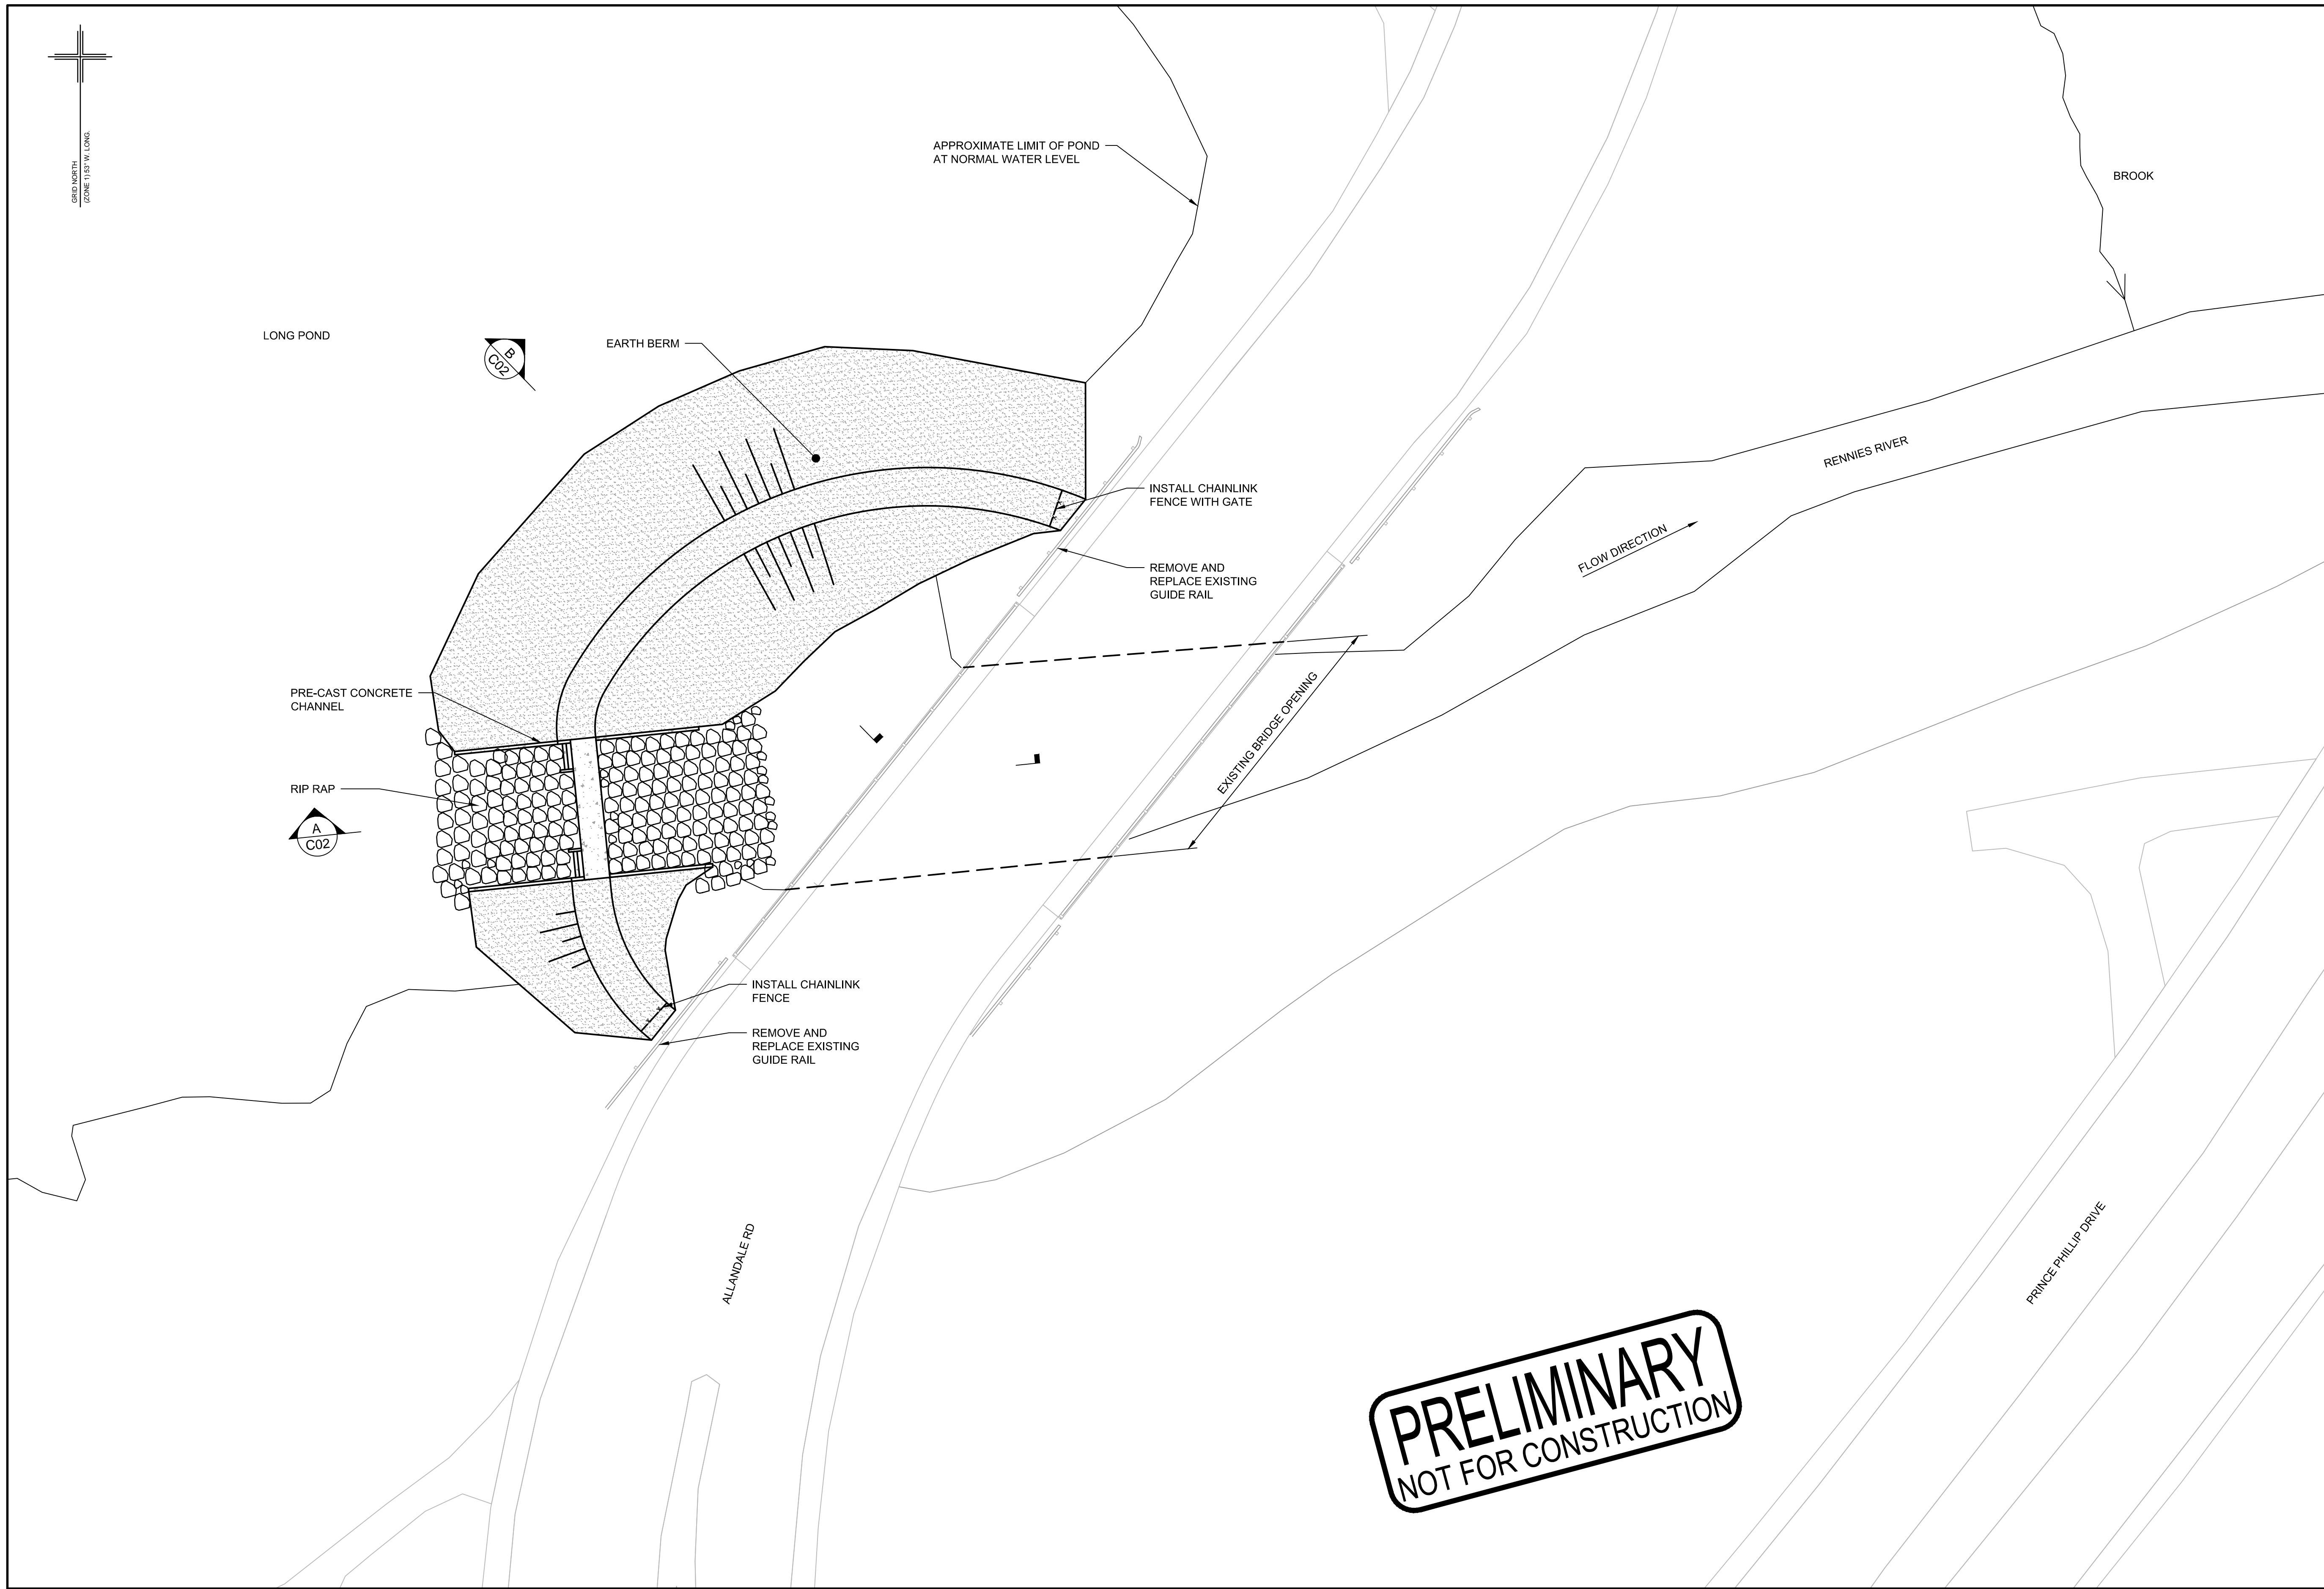 GRID NORTH
(ZONE 1) 53° W. LONG.
APPROXIMATE LIMIT OF POND
AT NORMAL WATER LEVEL
BROOK
LONG POND
B
C02
EARTH BERM
RENNIES RIVER
INSTALL CHAINLINK
FENCE WITH GATE
FLOW DIRECTION
REMOVE AND
REPLACE EXISTING
GUIDE RAIL
PRE-CAST CONCRETE
CHANNEL
EXISTING BRIDGE OPENING
RIP RAP
A
C02
INSTALL CHAINLINK
FENCE
REMOVE AND
REPLACE EXISTING
GUIDE RAIL
ALLANDALE RD
PRINCE PHILLIP DRIVE
PRELIMINARY
NOT FOR CONSTRUCTION